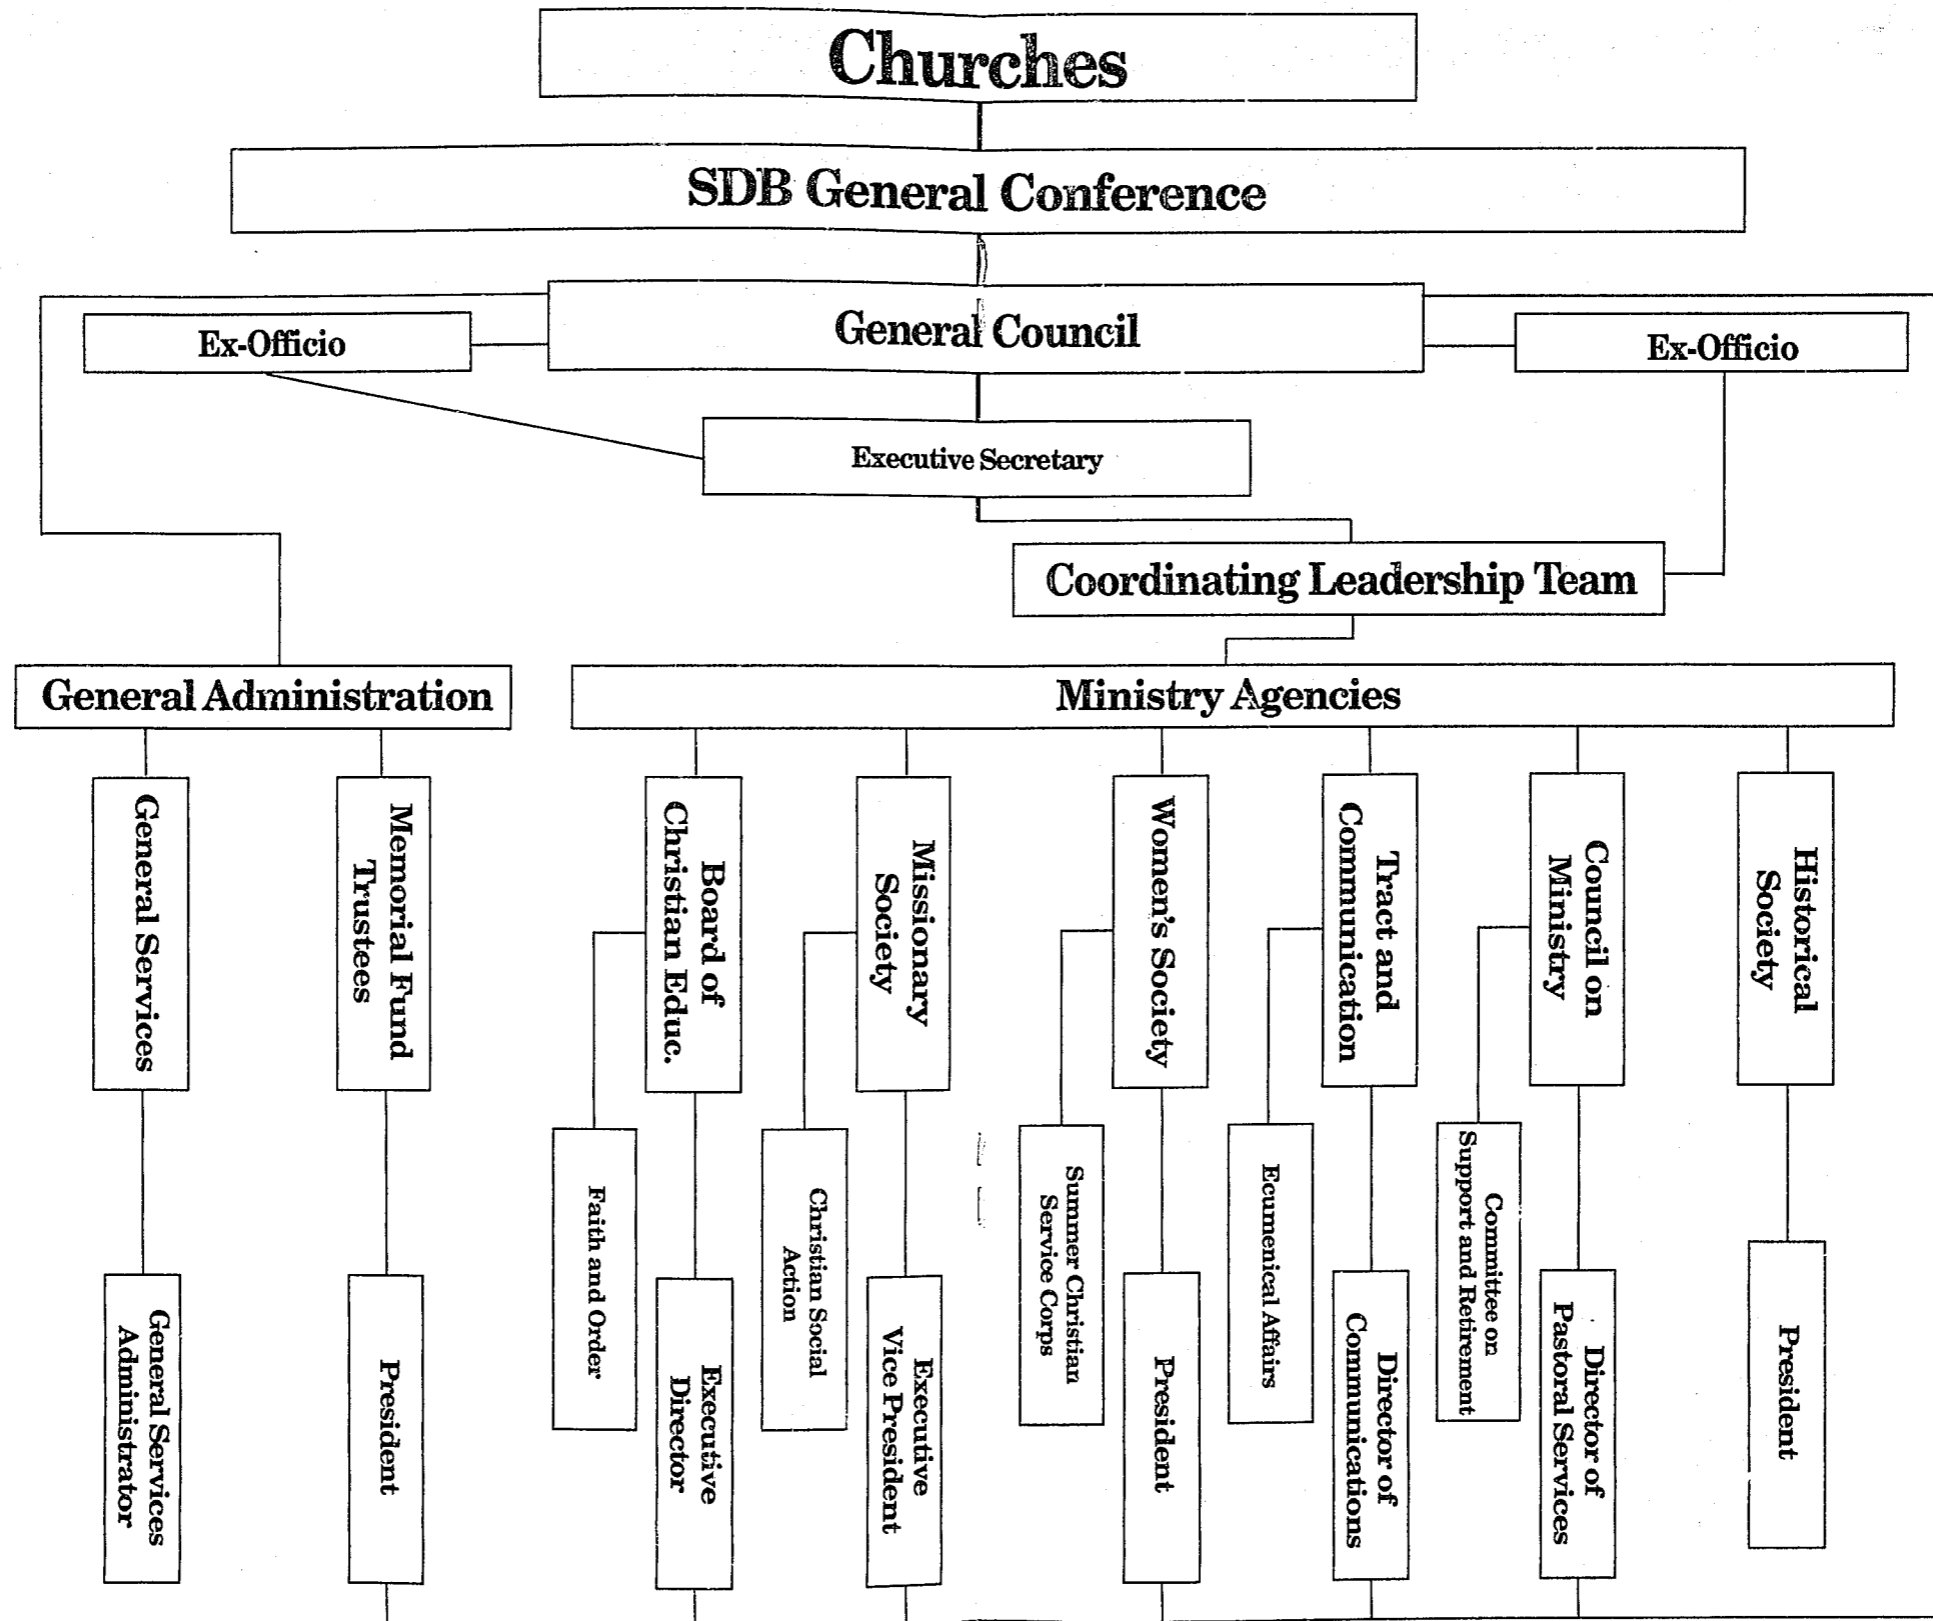 Churches
SDB General Conference
General Council
Ex-Officio
Ex-Officio
Executive Secretary
Coordinating Leadership Team
General Administration
Ministry Agencies
General Services
Memorial Fund
Trustees
Board of
Christian Educ.
Missionary
Society
Women's Society
Tract and
Communication
Council on
Ministry
Historical
Society
Faith and Order
Christian Social
Action
Summer Christian
Service Corps
Ecumenical Affairs
Committee on
Support and Retirement
General Services
Administrator
President
Executive
Director
Executive
Vice President
President
Director of
Communications
Director of
Pastoral Services
President